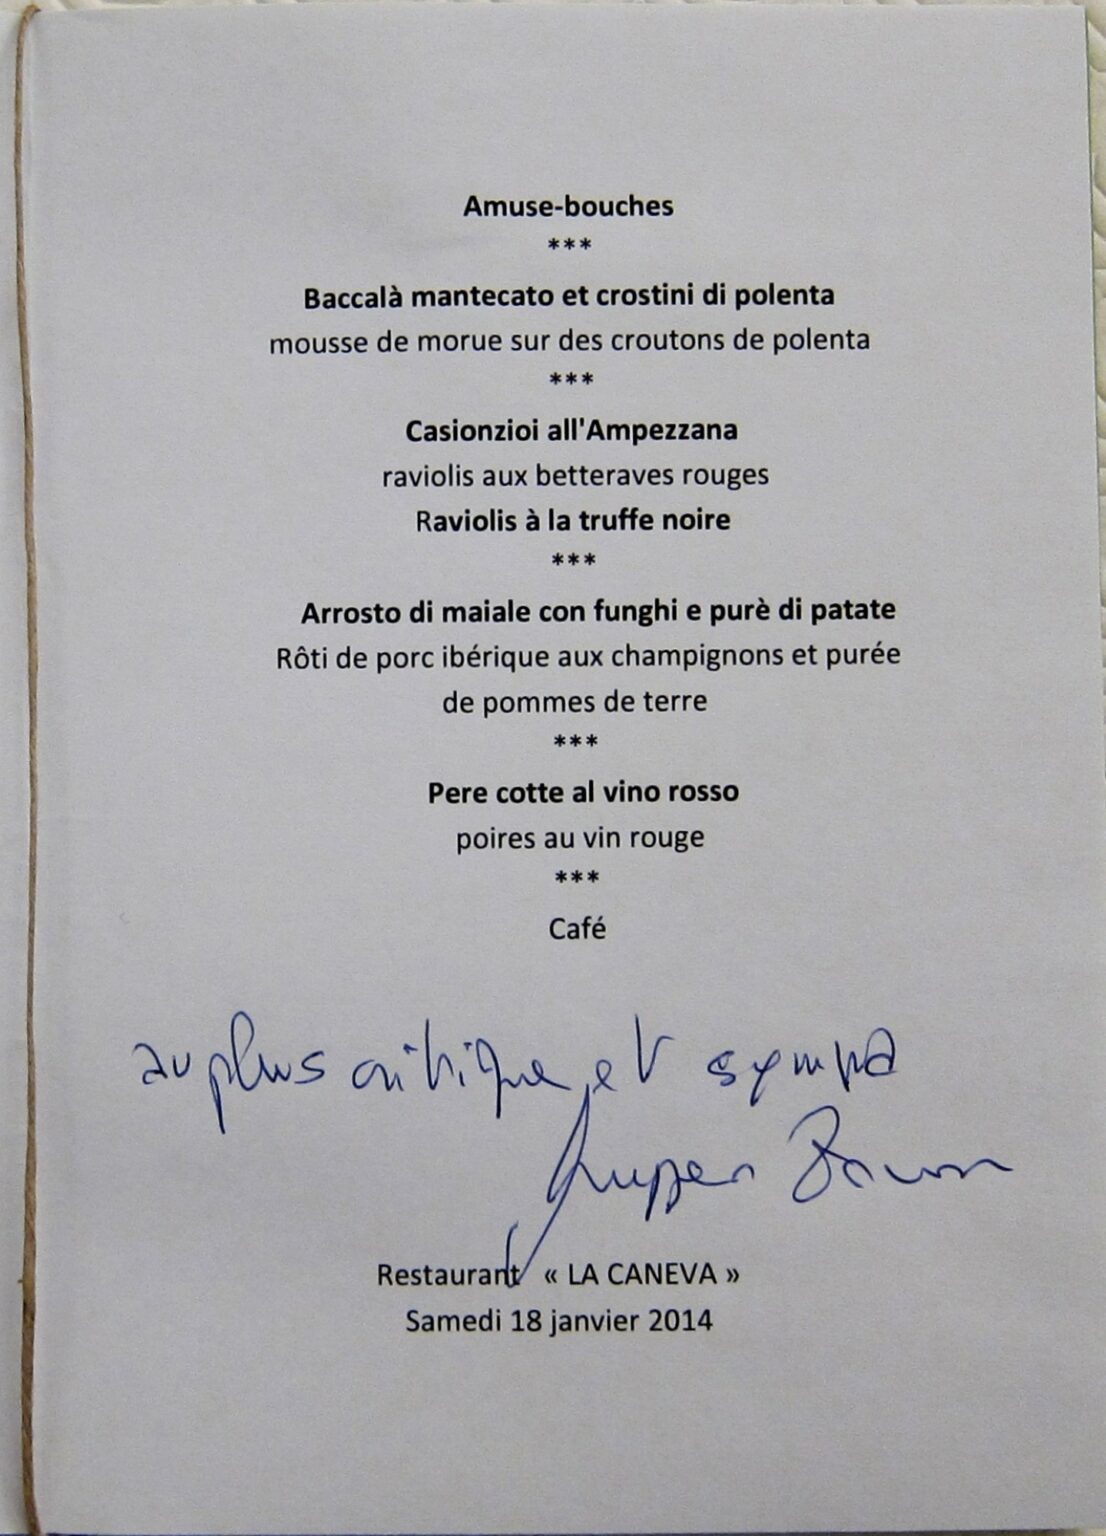 Amuse-bouches
***
Baccalà mantecato et crostini di polenta
mousse de morue sur des croutons de polenta
***
Casionzioi all'Ampezzana
raviolis aux betteraves rouges
Raviolis à la truffe noire
***
Arrosto di maiale con funghi e purè di patate
Rôti de porc ibérique aux champignons et purée
de pommes de terre
***
Pere cotte al vino rosso
poires au vin rouge
***
Café
au plus critique et sympa
Restaurant « LA CANEVA »
Samedi 18 janvier 2014